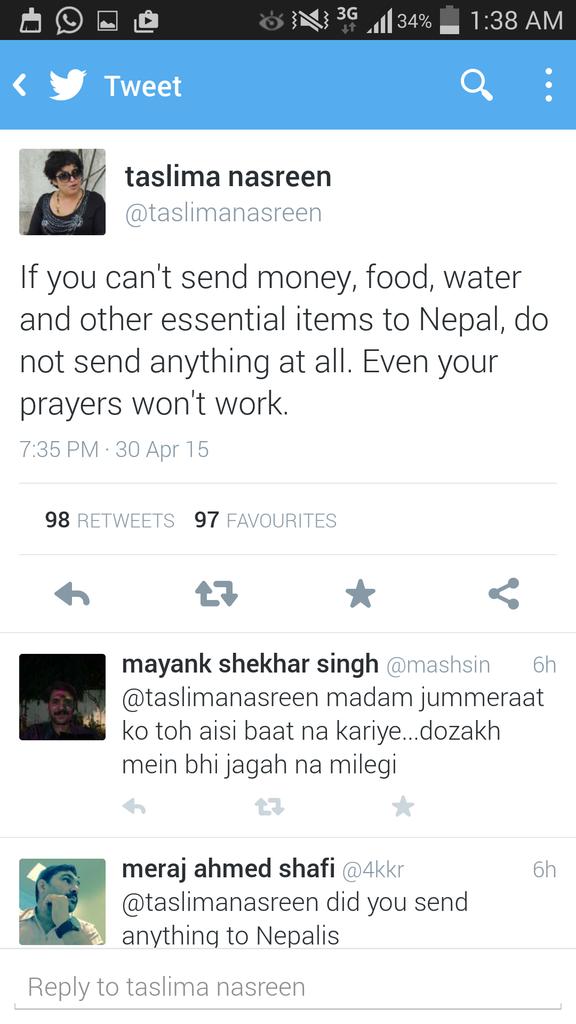 3G 34% 1:38 AM
Tweet
taslima nasreen
@taslimanasreen
If you can't send money, food, water
and other essential items to Nepal, do
not send anything at all. Even your
prayers won't work.
7:35 PM · 30 Apr 15
98 RETWEETS 97 FAVOURITES
mayank shekhar singh @mashsin 6h
@taslimanasreen madam jummeraat
ko toh aisi baat na kariye...dozakh
mein bhi jagah na milegi
meraj ahmed shafi @4kkr 6h
@taslimanasreen did you send
anything to Nepalis
Reply to taslima nasreen